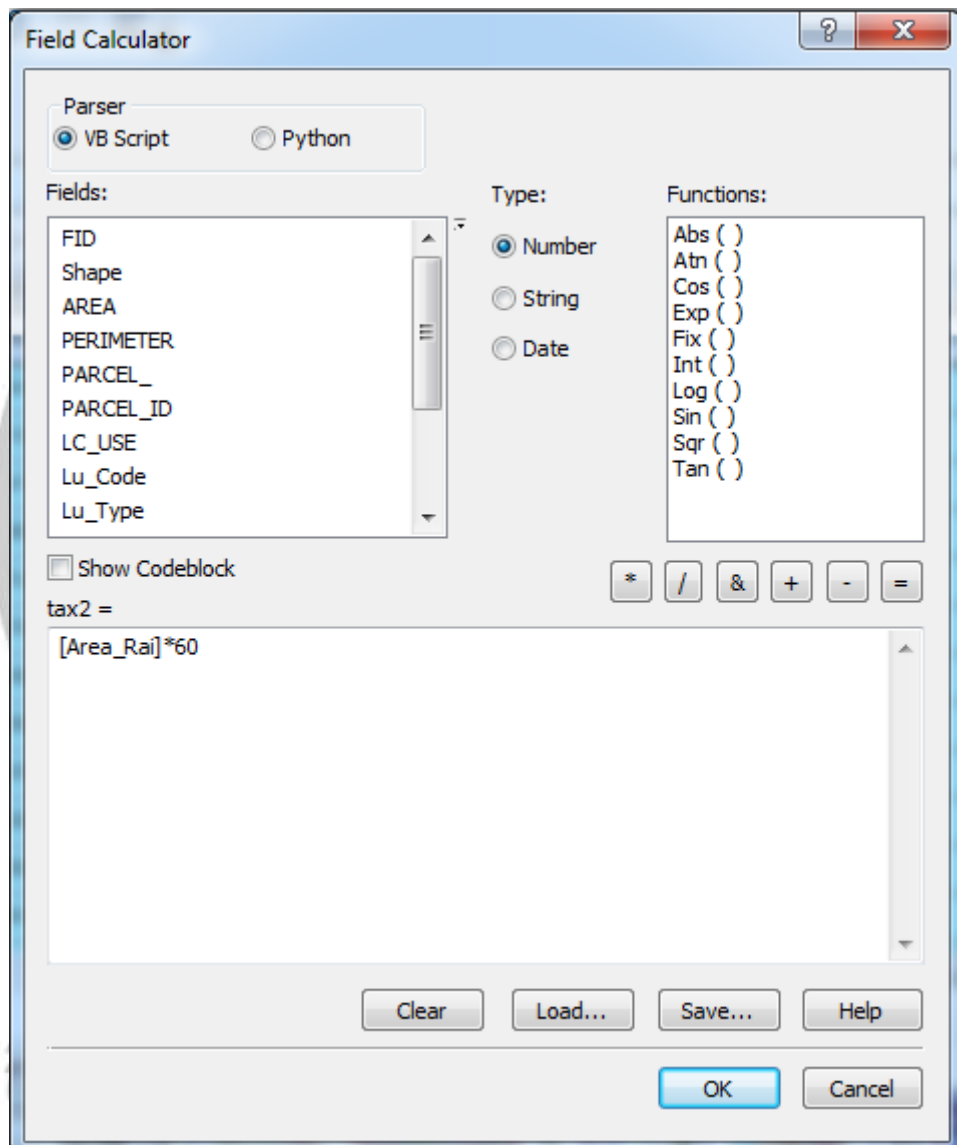 Field Calculator
Parser
VB Script
Python
Fields:
Type:
Functions:
FID
Shape
AREA
PERIMETER
PARCEL_
PARCEL_ID
LC_USE
Lu_Code
Lu_Type
Number
String
Date
Abs ( )
Atn ( )
Cos ( )
Exp ( )
Fix ( )
Int ( )
Log ( )
Sin ( )
Sqr ( )
Tan ( )
Show Codeblock
* / & + - =
tax2 =
[Area_Rai]*60
Clear
Load...
Save...
Help
OK
Cancel